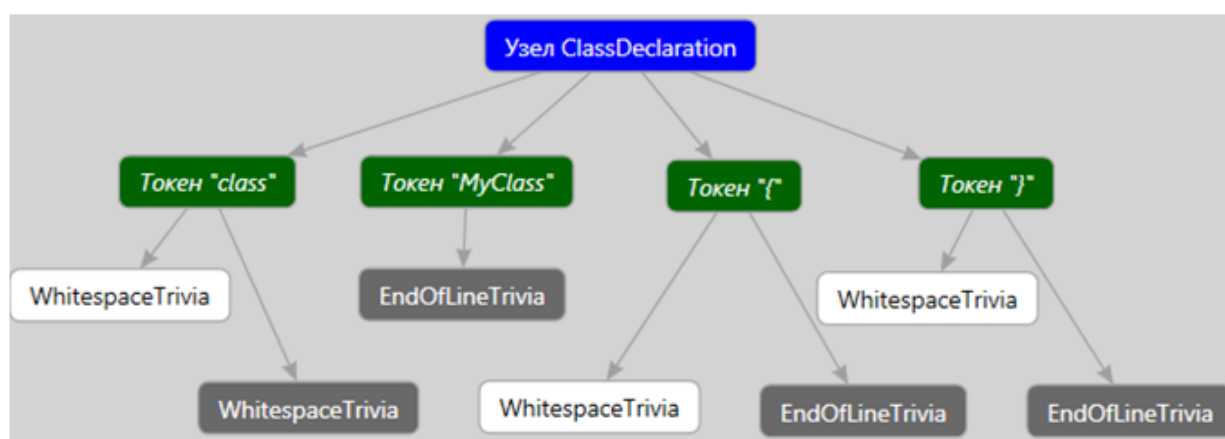 Узел ClassDeclaration
Токен "class"
Токен "MyClass"
Токен "{"
Токен "}"
WhitespaceTrivia
EndOfLineTrivia
WhitespaceTrivia
WhitespaceTrivia
WhitespaceTrivia
EndOfLineTrivia
EndOfLineTrivia